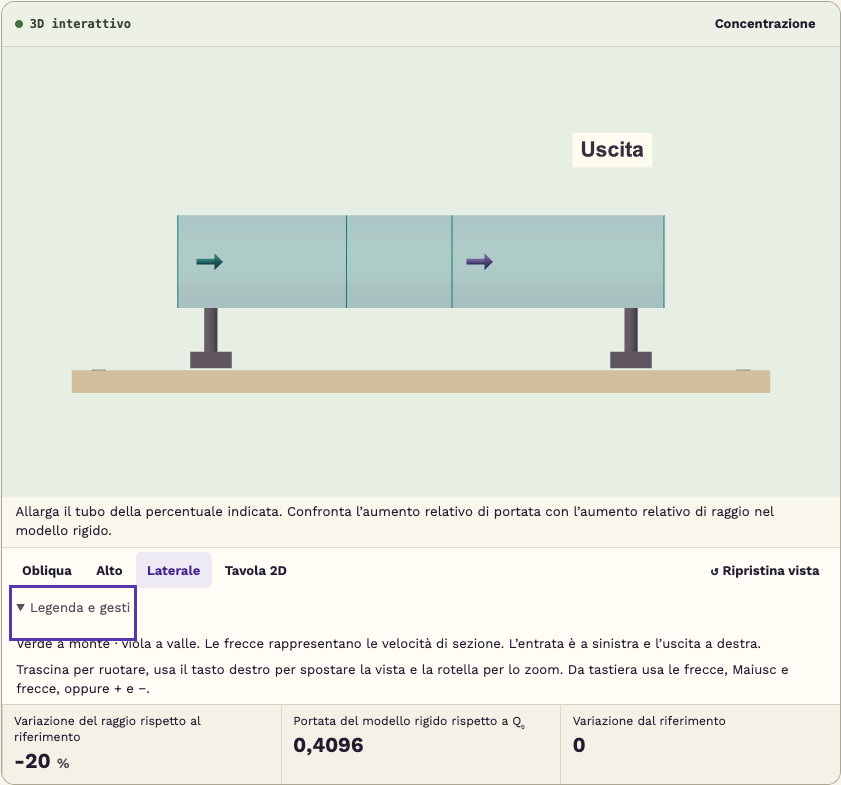 3D interattivo
Concentrazione
Uscita
Allarga il tubo della percentuale indicata. Confronta l’aumento relativo di portata con l’aumento relativo di raggio nel
modello rigido.
Obliqua Alto Laterale Tavola 2D ↺ Ripristina vista
▼ Legenda e gesti
Verde a monte · viola a valle. Le frecce rappresentano le velocità di sezione. L’entrata è a sinistra e l’uscita a destra.
Trascina per ruotare, usa il tasto destro per spostare la vista e la rotella per lo zoom. Da tastiera usa le frecce, Maiusc e
frecce, oppure + e −.
Variazione del raggio rispetto al
riferimento
-20 %
Portata del modello rigido rispetto a Q₀
0,4096
Variazione dal riferimento
0